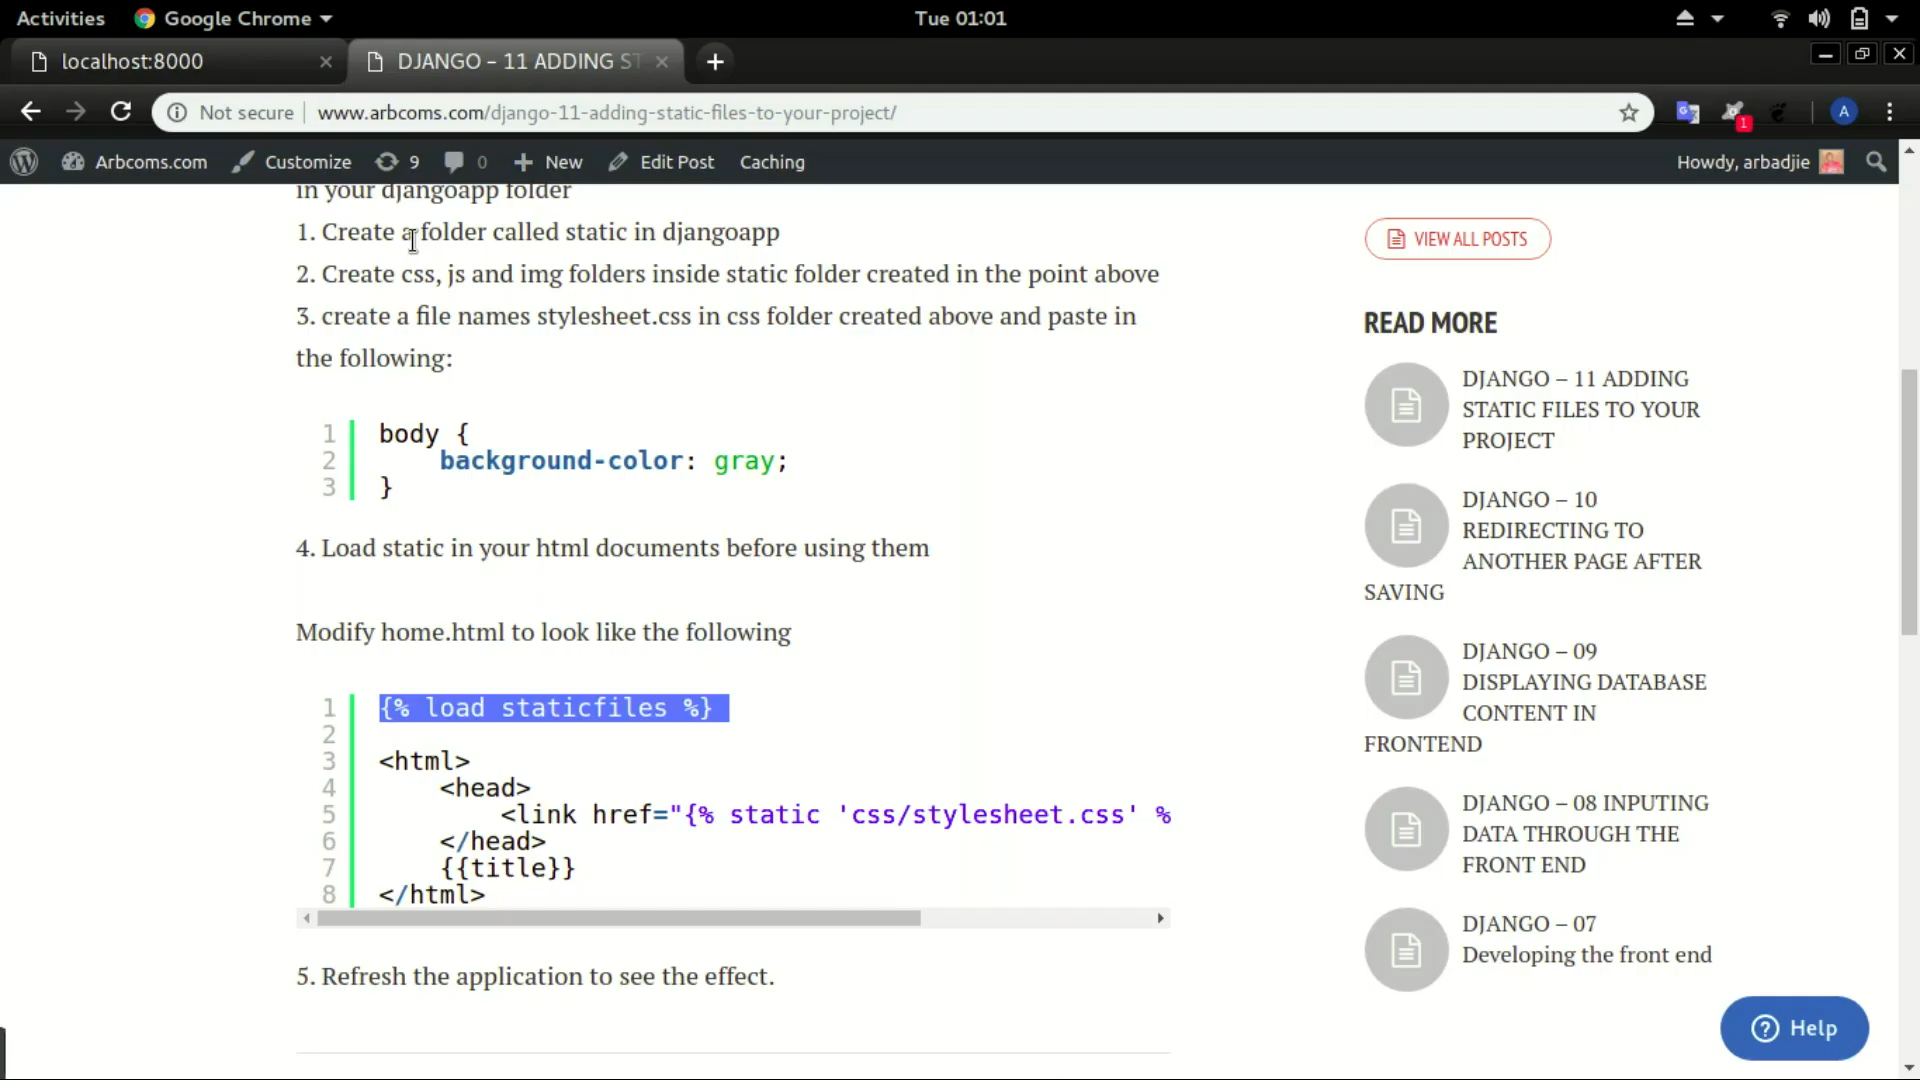 Activities Google Chrome Tue 01:01
localhost:8000 DJANGO – 11 ADDING ST
Not secure www.arbcoms.com/django-11-adding-static-files-to-your-project/ 1 A
Arbcoms.com Customize 9 0 New Edit Post Caching Howdy, arbadjie
in your djangoapp folder
1. Create a folder called static in djangoapp
2. Create css, js and img folders inside static folder created in the point above
3. create a file names stylesheet.css in css folder created above and paste in
the following:
1 body {
2 background-color: gray;
3 }
4. Load static in your html documents before using them
Modify home.html to look like the following
1 {% load staticfiles %}
2
3 <html>
4 <head>
5 <link href="{% static 'css/stylesheet.css' %
6 </head>
7 {{title}}
8 </html>
5. Refresh the application to see the effect.
VIEW ALL POSTS
READ MORE
DJANGO – 11 ADDING
STATIC FILES TO YOUR
PROJECT
DJANGO – 10
REDIRECTING TO
ANOTHER PAGE AFTER
SAVING
DJANGO – 09
DISPLAYING DATABASE
CONTENT IN
FRONTEND
DJANGO – 08 INPUTING
DATA THROUGH THE
FRONT END
DJANGO – 07
Developing the front end
Help